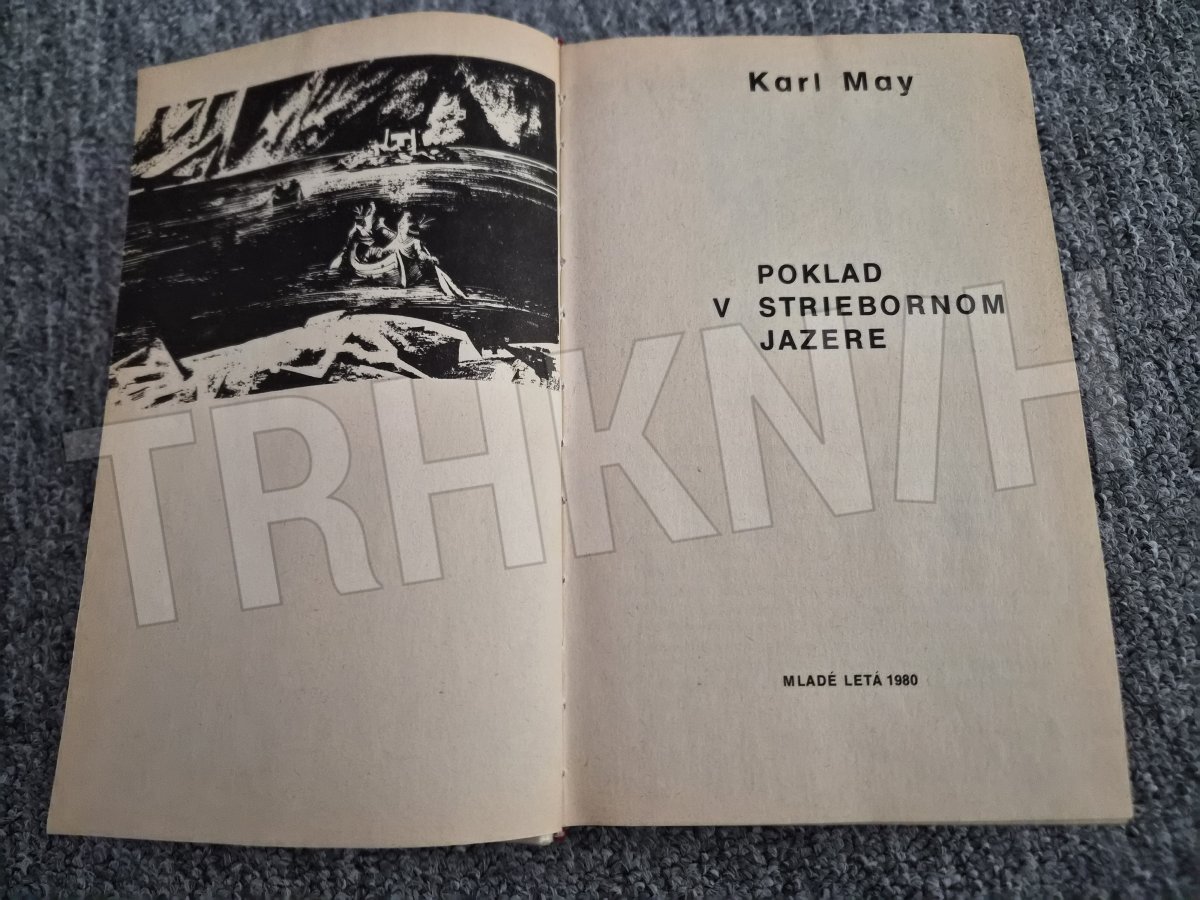 Karl May
POKLAD
V STRIEBORNOM
JAZERE
MLADÉ LETÁ 1980
TRHKNIH